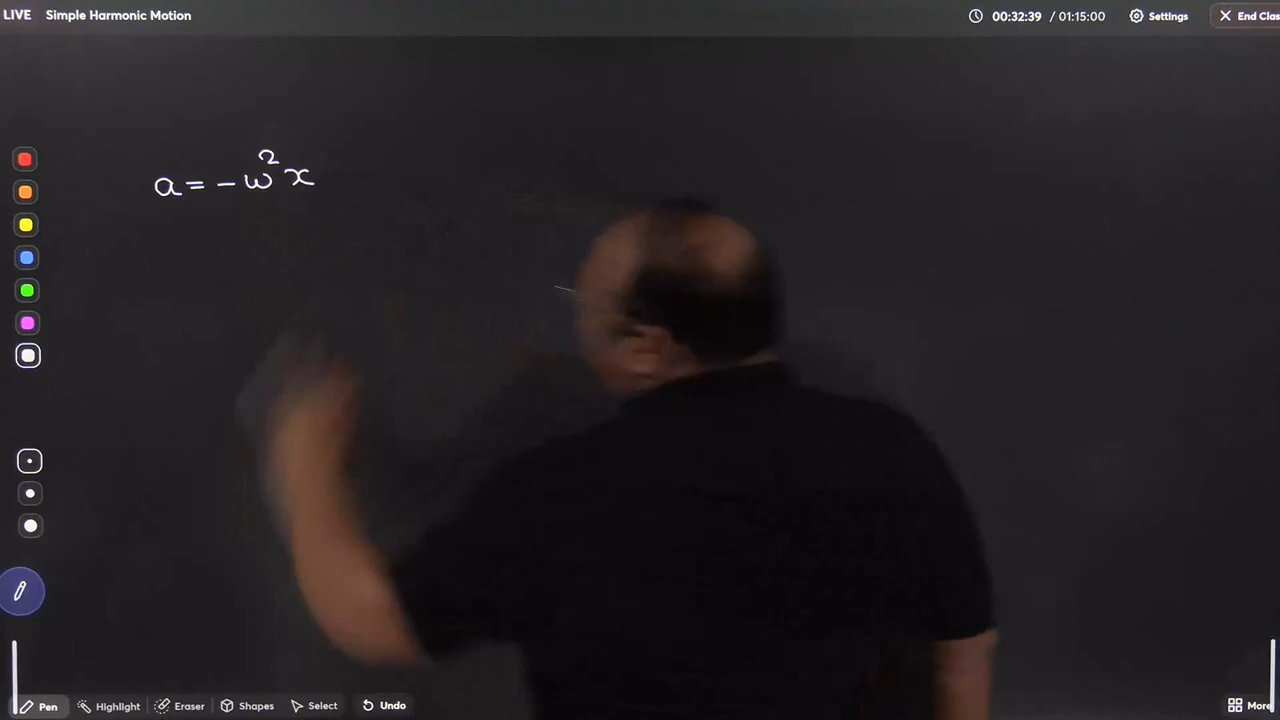 LIVE Simple Harmonic Motion 00:32:39 / 01:15:00 Settings End Clas
a = - ω² x
Pen Highlight Eraser Shapes Select Undo More